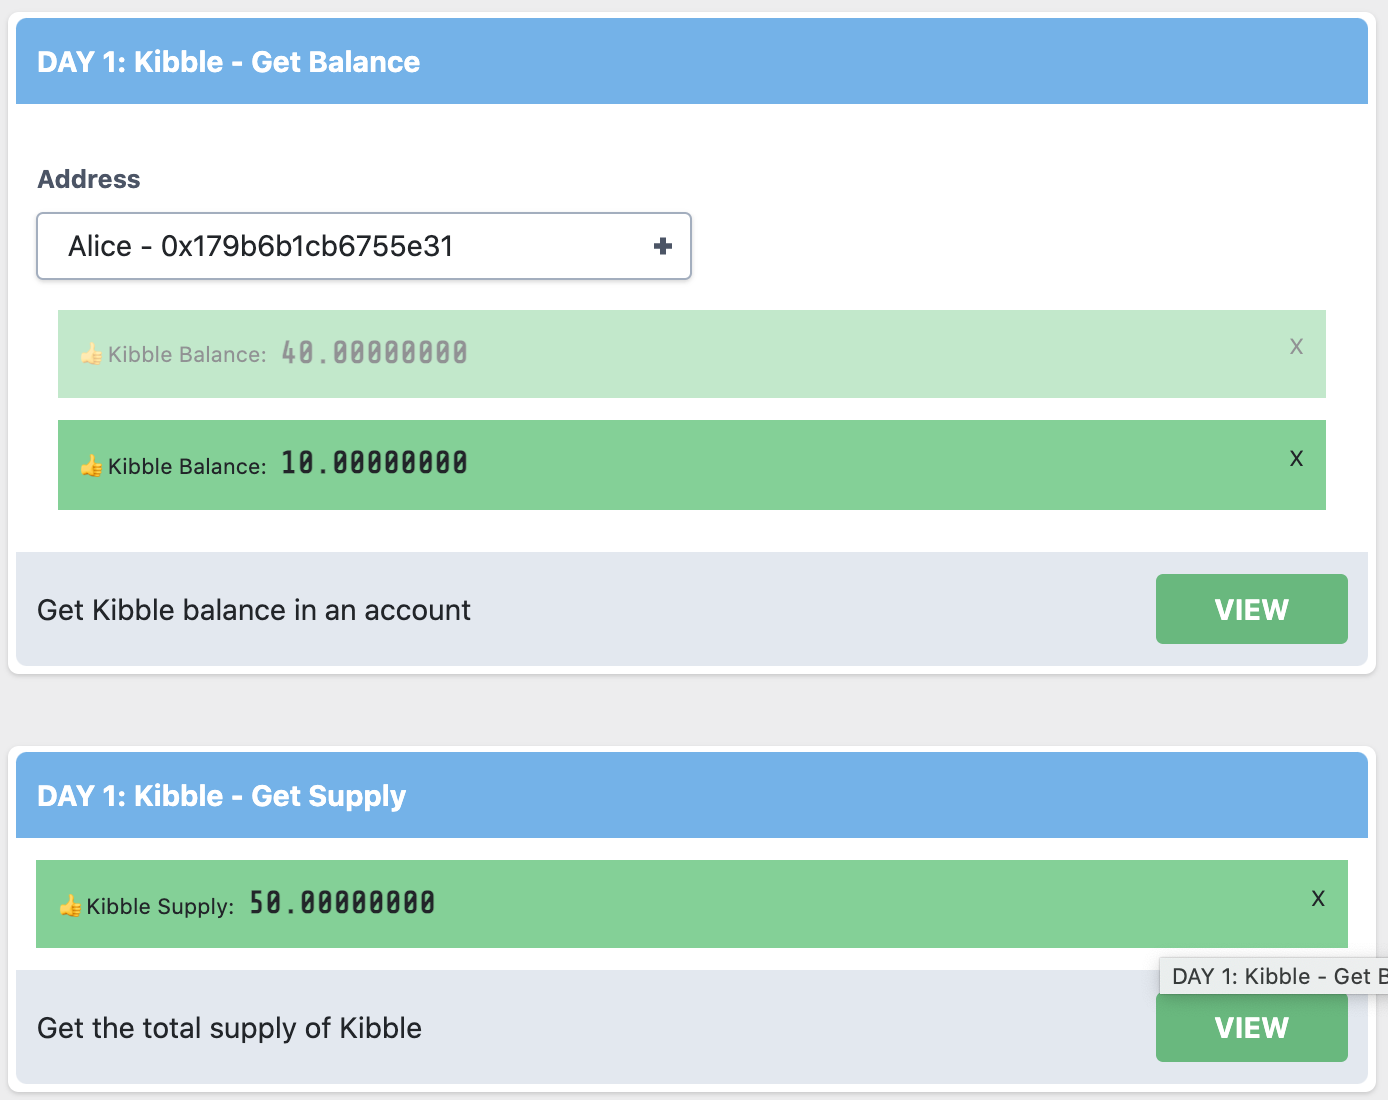 DAY 1: Kibble - Get Balance
Address
Alice - 0x179b6b1cb6755e31
👍Kibble Balance: 40.00000000 X
👍Kibble Balance: 10.00000000 X
Get Kibble balance in an account VIEW
DAY 1: Kibble - Get Supply
👍Kibble Supply: 50.00000000 X
DAY 1: Kibble - Get B
Get the total supply of Kibble VIEW